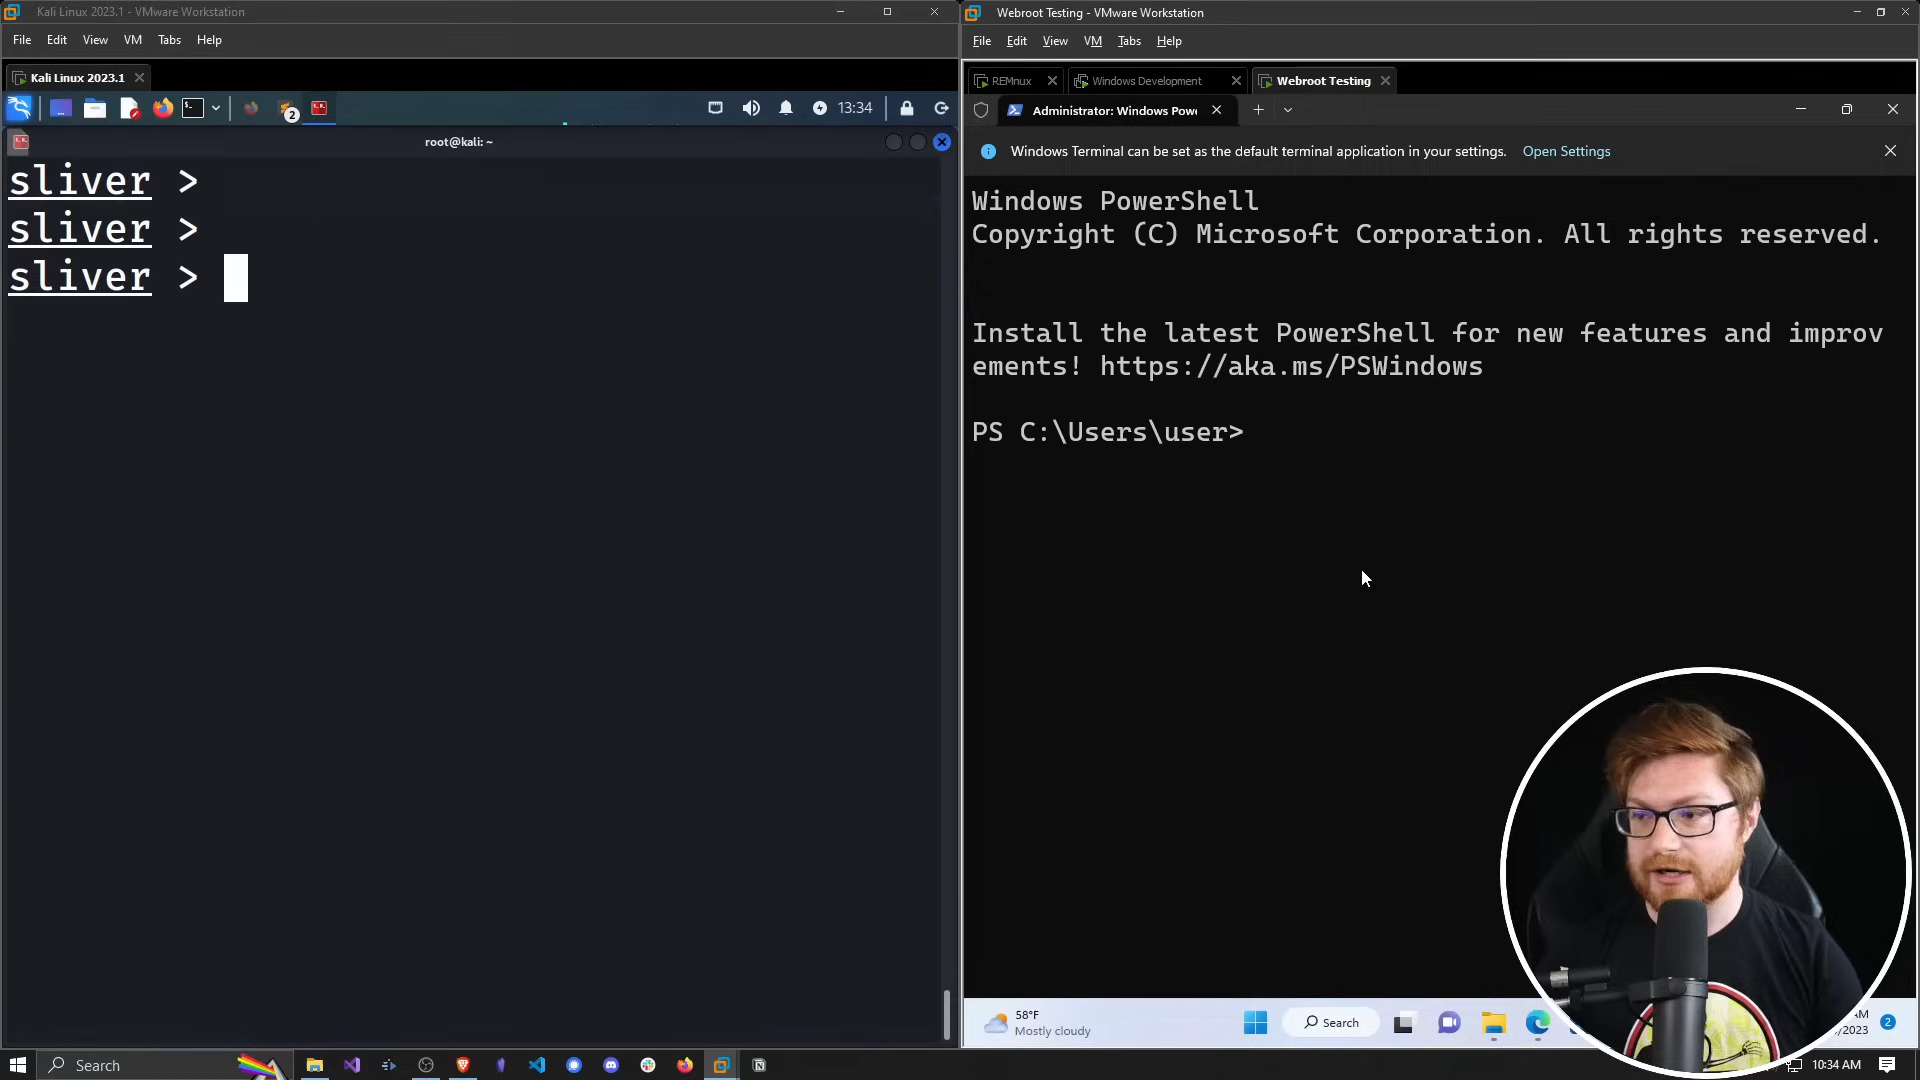 Kali Linux 2023.1 - VMware Workstation
File Edit View VM Tabs Help
Kali Linux 2023.1
2
13:34
root@kali: ~
sliver >
sliver >
sliver >
Webroot Testing - VMware Workstation
File Edit View VM Tabs Help
REMnux
Windows Development
Webroot Testing
Administrator: Windows Powe
Windows Terminal can be set as the default terminal application in your settings. Open Settings
Windows PowerShell
Copyright (C) Microsoft Corporation. All rights reserved.
Install the latest PowerShell for new features and improv
ements! https://aka.ms/PSWindows
PS C:\Users\user>
58°F
Mostly cloudy
Search
AM
/2023
2
Search
10:34 AM